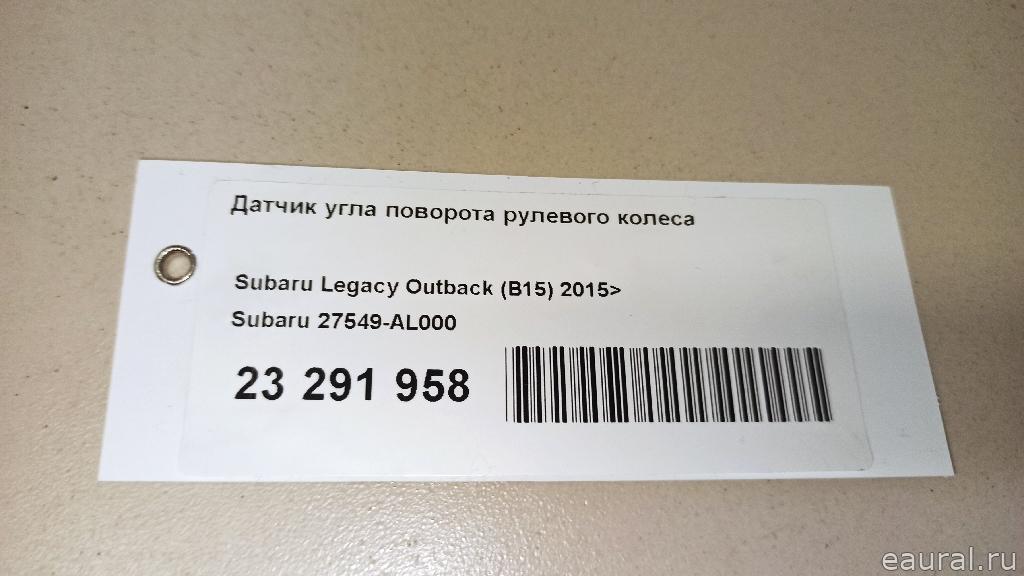 Датчик угла поворота рулевого колеса
Subaru Legacy Outback (B15) 2015>
Subaru 27549-AL000
23 291 958
eaural.ru